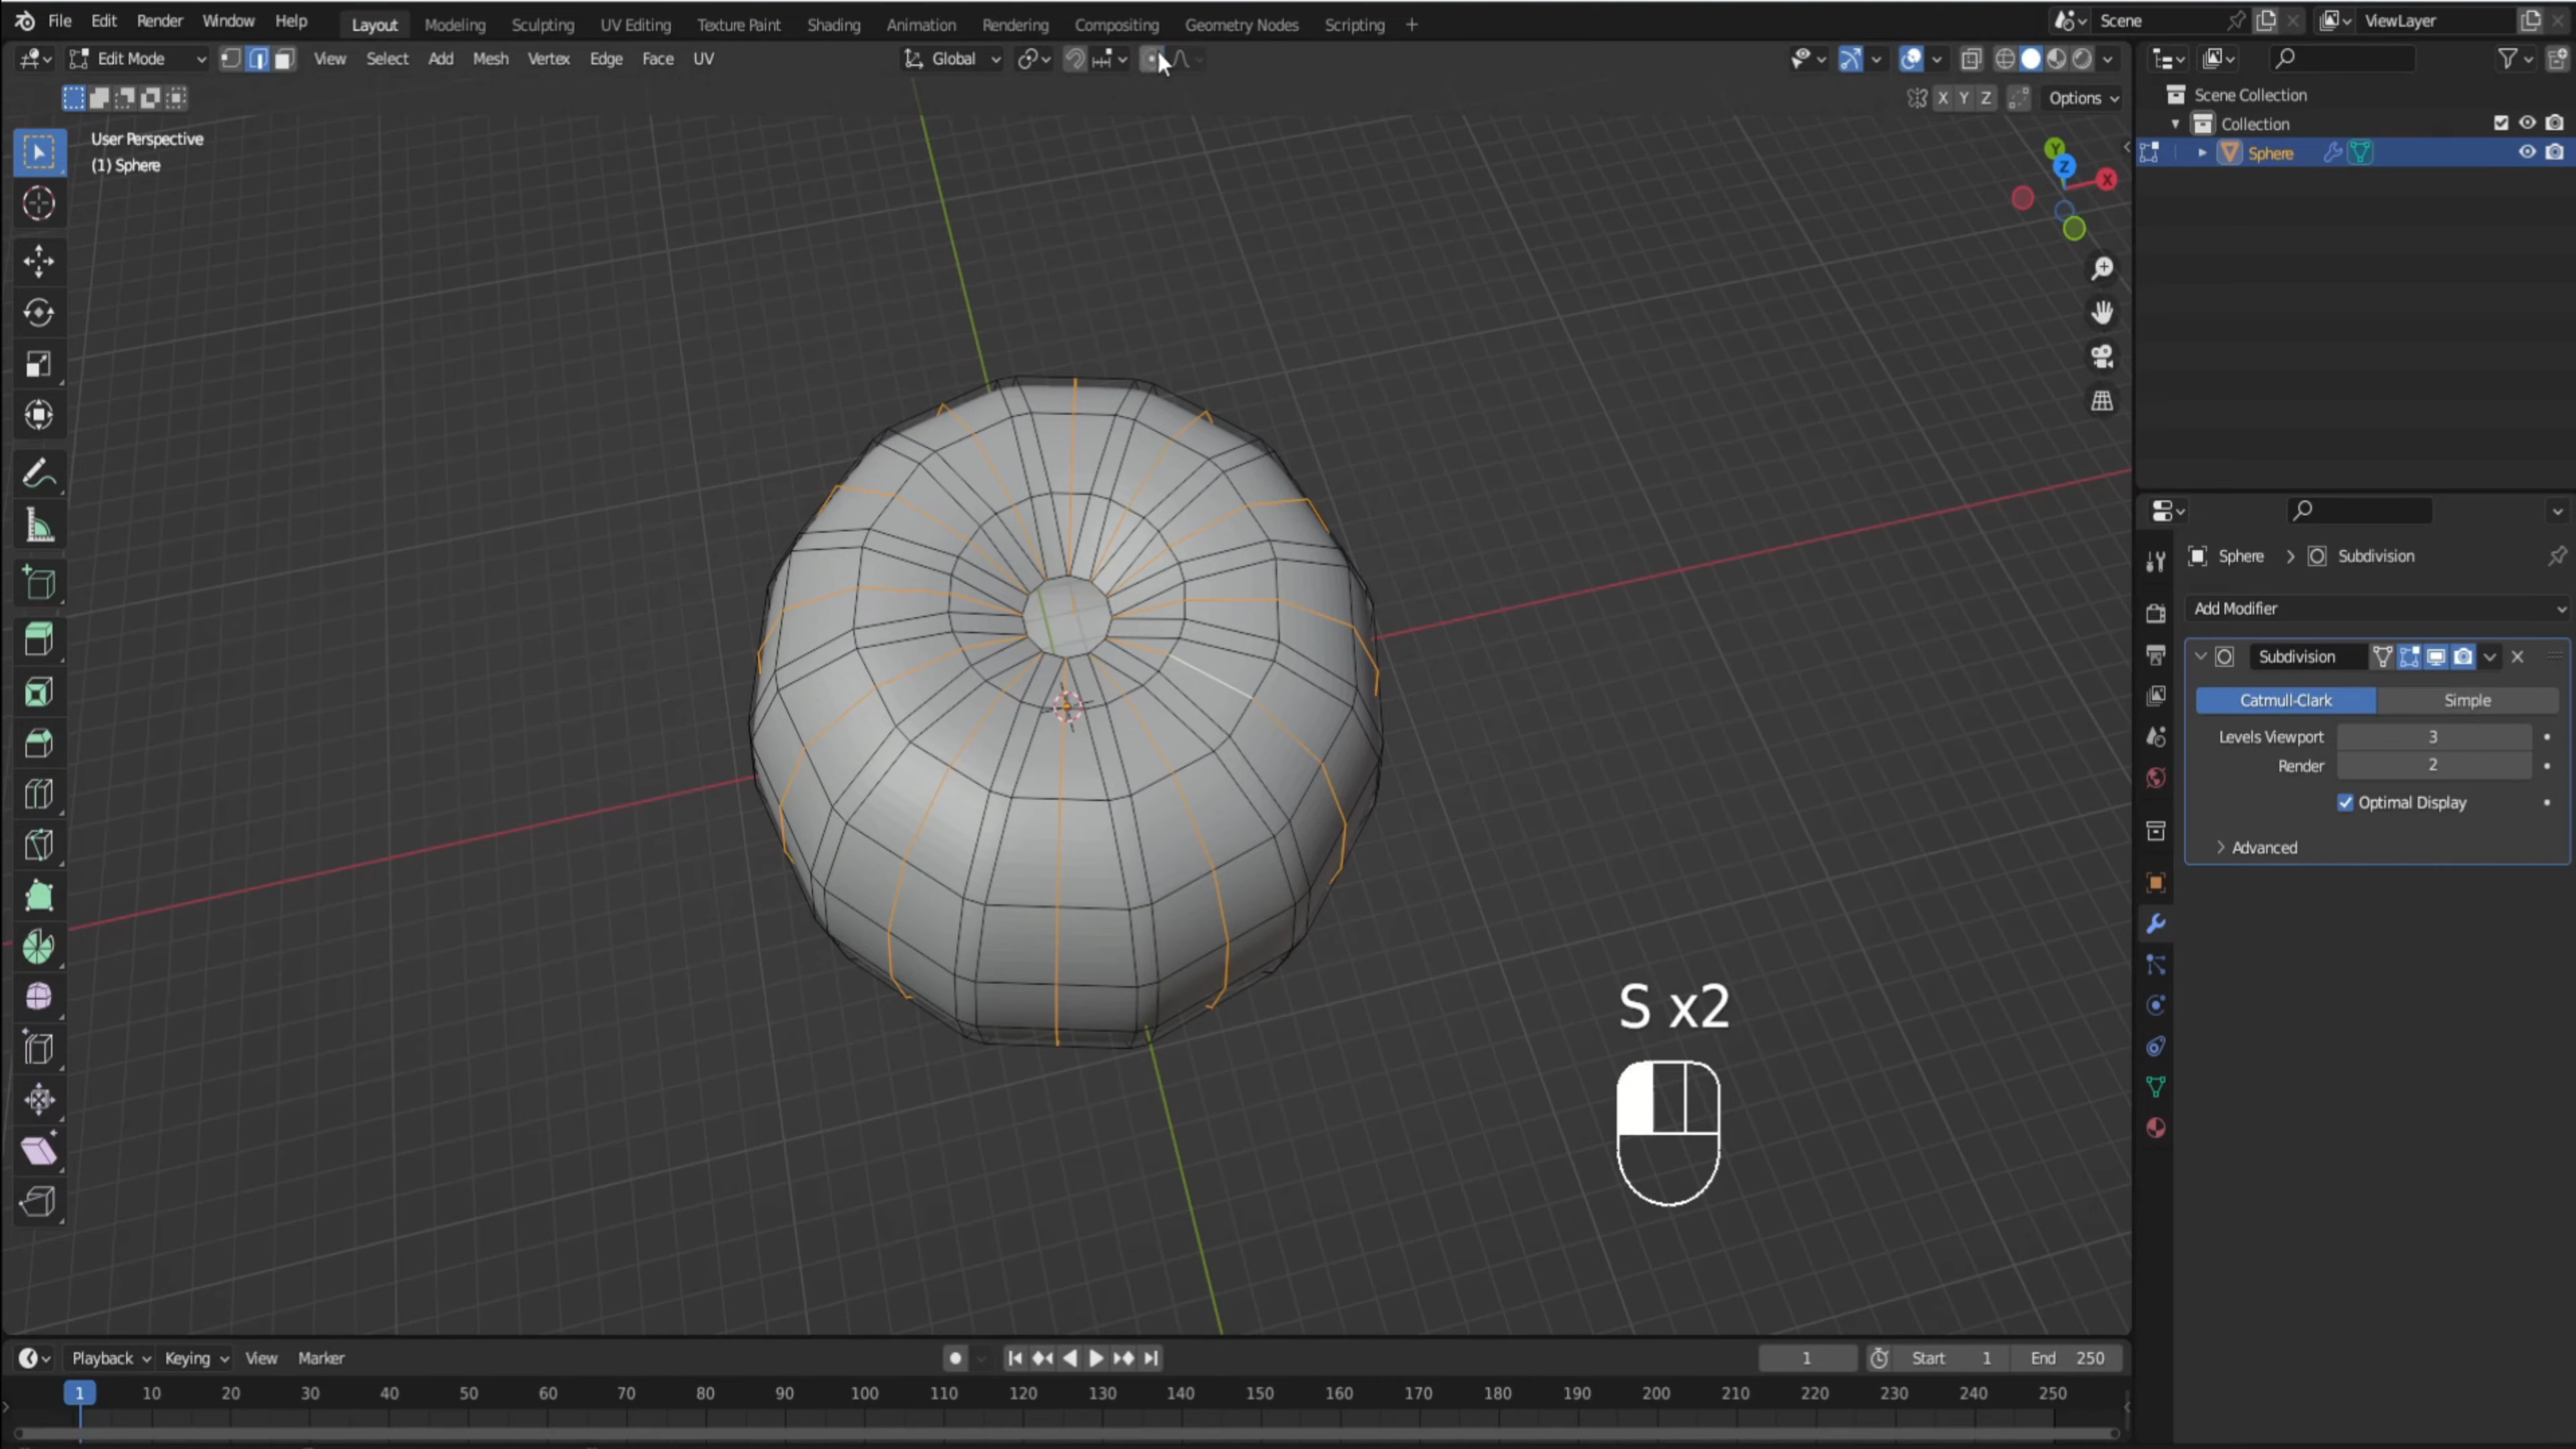 File Edit Render Window Help Layout Modeling Sculpting UV Editing Texture Paint Shading Animation Rendering Compositing Geometry Nodes Scripting + Scene ViewLayer
Edit Mode View Select Add Mesh Vertex Edge Face UV Global
X Y Z Options
User Perspective
(1) Sphere
Y
Z
X
Scene Collection
Collection
Sphere
Sphere > Subdivision
Add Modifier
Subdivision
Catmull-Clark Simple
Levels Viewport 3
Render 2
Optimal Display
Advanced
S x2
Playback Keying View Marker 1 Start 1 End 250
1 10 20 30 40 50 60 70 80 90 100 110 120 130 140 150 160 170 180 190 200 210 220 230 240 250